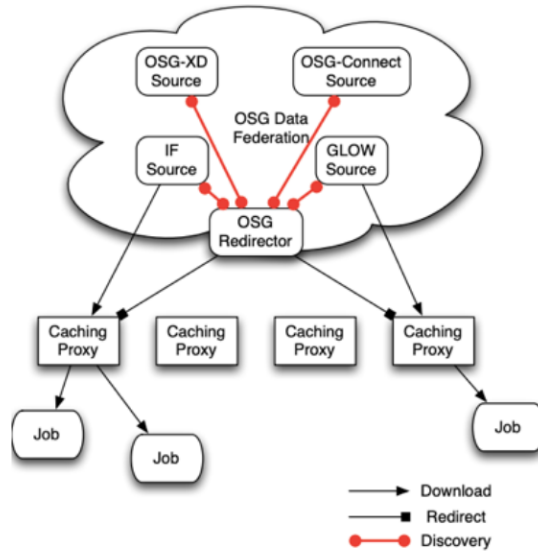 OSG-XD
Source
OSG-Connect
Source
OSG Data
Federation
IF
Source
GLOW
Source
OSG
Redirector
Caching
Proxy
Caching
Proxy
Caching
Proxy
Caching
Proxy
Job
Job
Job
Download
Redirect
Discovery